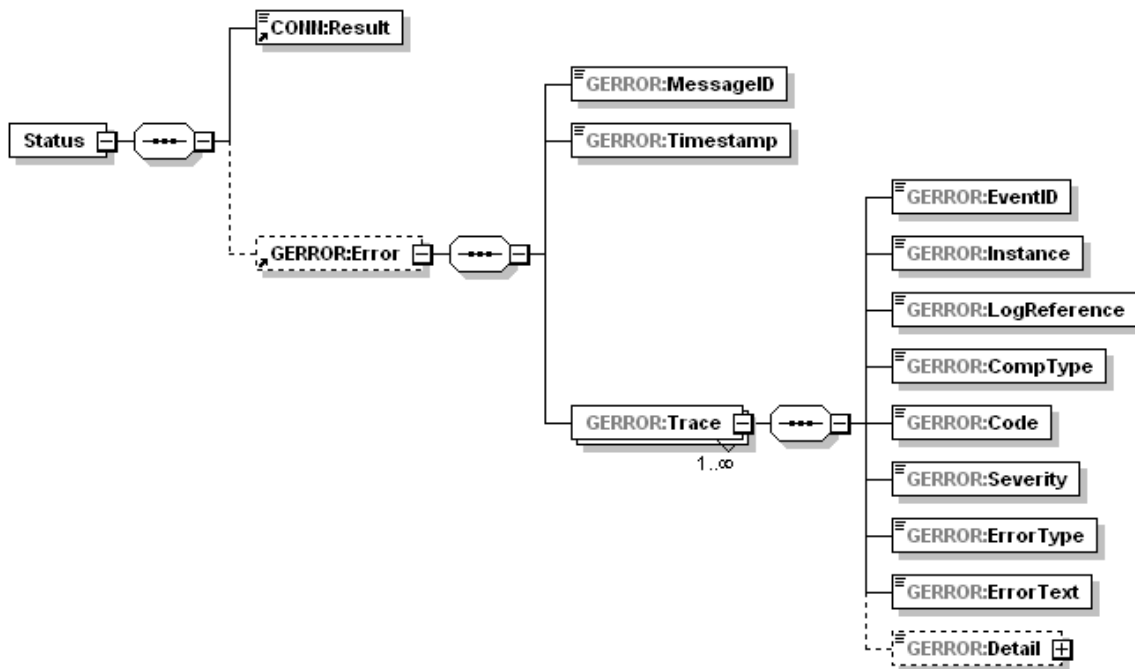 CONN:Result
GERROR:MessageID
Status
GERROR:Timestamp
GERROR:EventID
GERROR:Error
GERROR:Instance
GERROR:LogReference
GERROR:CompType
GERROR:Trace
GERROR:Code
1..∞
GERROR:Severity
GERROR:ErrorType
GERROR:ErrorText
GERROR:Detail